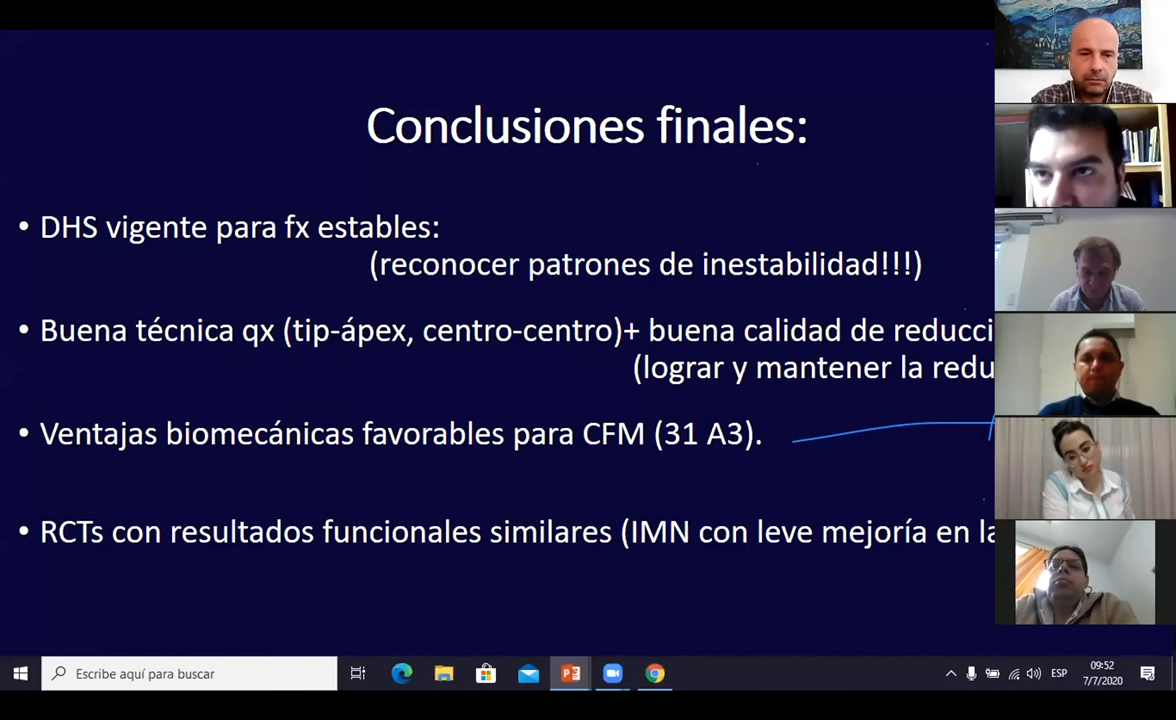 Conclusiones finales:
• DHS vigente para fx estables:
(reconocer patrones de inestabilidad!!!)
• Buena técnica qx (tip-ápex, centro-centro)+ buena calidad de reducci
(lograr y mantener la redu
• Ventajas biomecánicas favorables para CFM (31 A3).
• RCTs con resultados funcionales similares (IMN con leve mejoría en la
Escribe aquí para buscar
ESP
09:52
7/7/2020